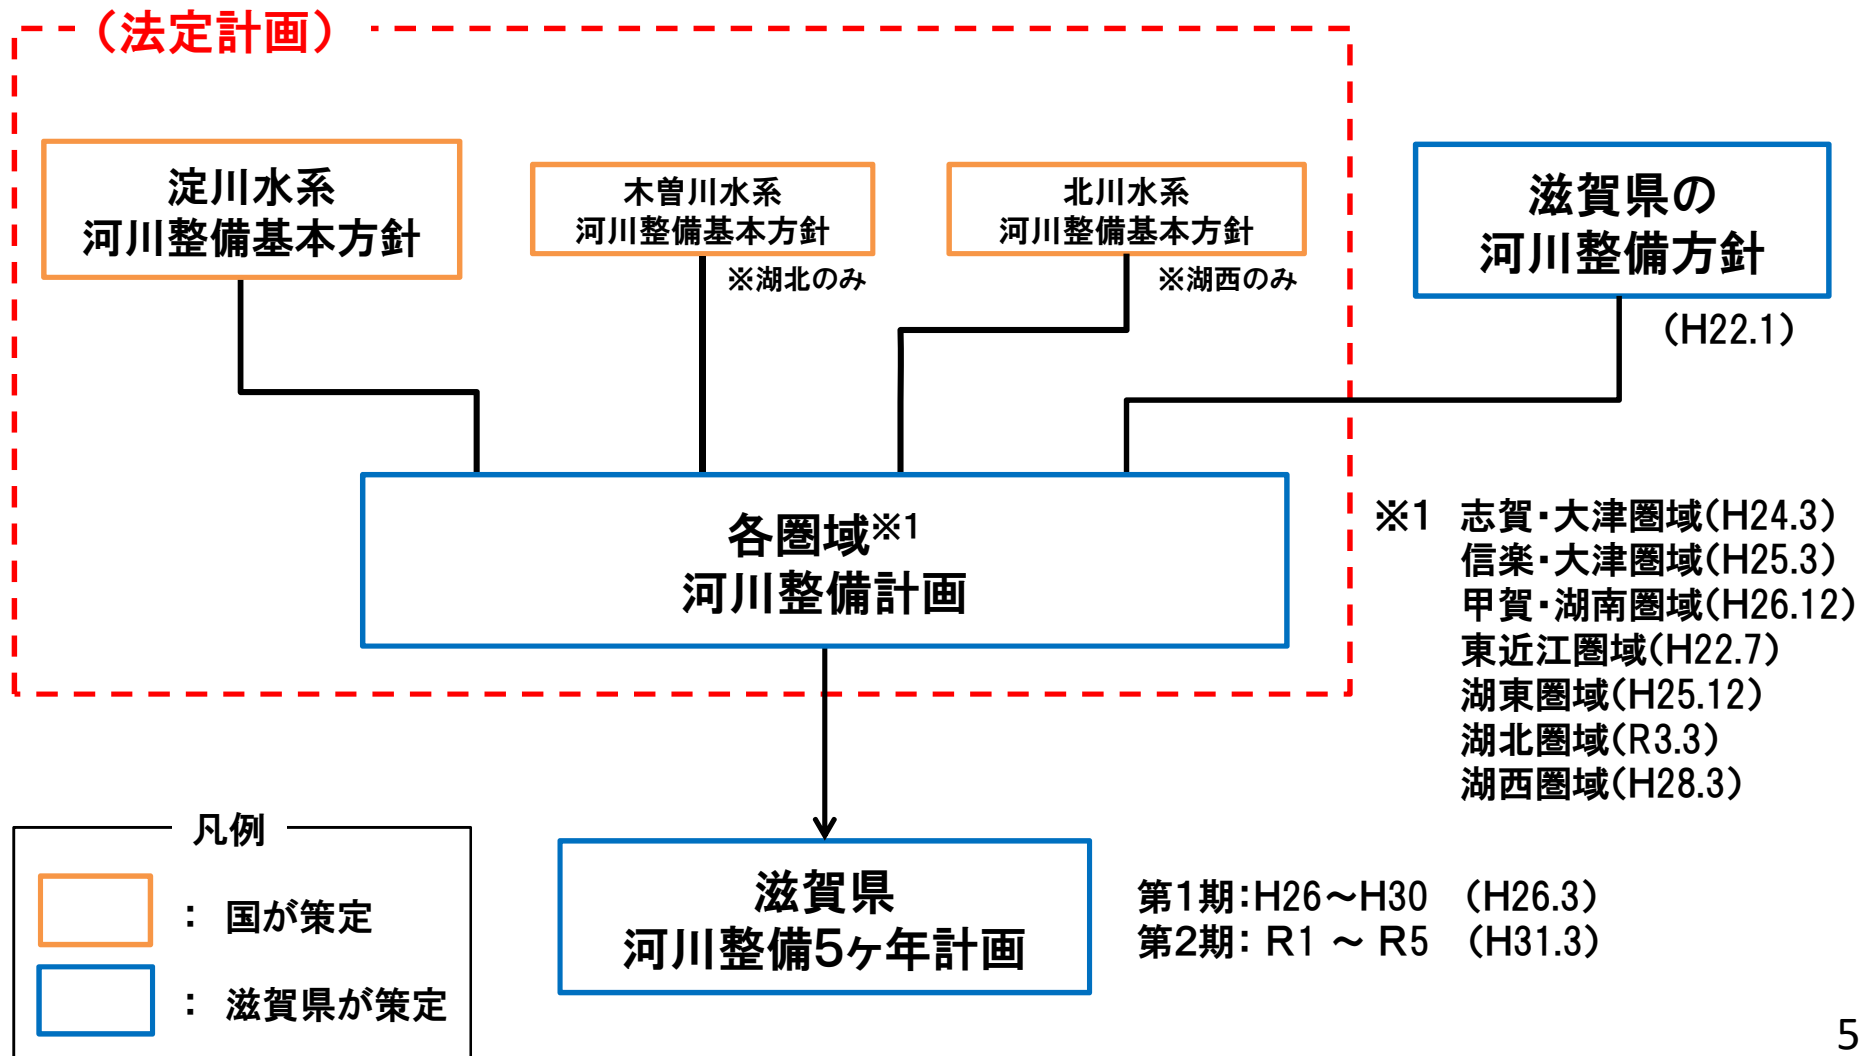 （法定計画）
淀川水系
河川整備基本方針
木曽川水系
河川整備基本方針
※湖北のみ
北川水系
河川整備基本方針
※湖西のみ
滋賀県の
河川整備方針
（H22.1）
各圏域※1
河川整備計画
※1 志賀・大津圏域（H24.3）
信楽・大津圏域（H25.3）
甲賀・湖南圏域（H26.12）
東近江圏域（H22.7）
湖東圏域（H25.12）
湖北圏域（R3.3）
湖西圏域（H28.3）
滋賀県
河川整備5ヶ年計画
第1期：H26～H30 （H26.3）
第2期： R1 ～ R5 （H31.3）
凡例
： 国が策定
： 滋賀県が策定
5